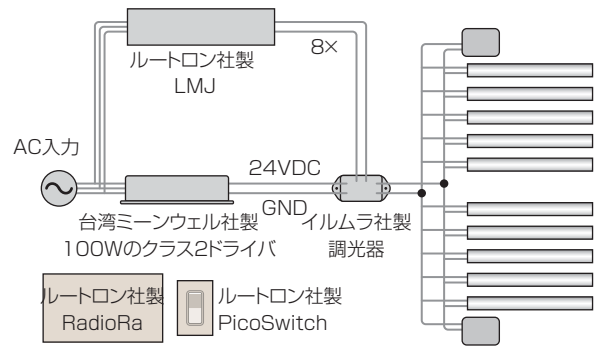 ルートロン社製
LMJ
8×
AC入力
24VDC
GND
台湾ミーンウェル社製
100Wのクラス2ドライバ
イルムラ社製
調光器
ルートロン社製
RadioRa
ルートロン社製
PicoSwitch